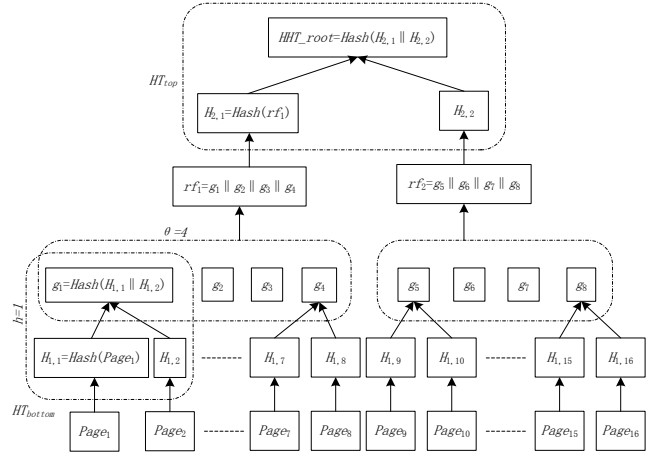 HHT_root=Hash(H2,1 ‖ H2,2)
HTtop
H2,1=Hash(rf1)
H2,2
rf1=g1 ‖ g2 ‖ g3 ‖ g4
rf2=g5 ‖ g6 ‖ g7 ‖ g8
θ=4
g1=Hash(H1,1 ‖ H1,2)
g2
g3
g4
g5
g6
g7
g8
h=1
H1,1=Hash(Page1)
H1,2
H1,7
H1,8
H1,9
H1,10
H1,15
H1,16
HTbottom
Page1
Page2
Page7
Page8
Page9
Page10
Page15
Page16